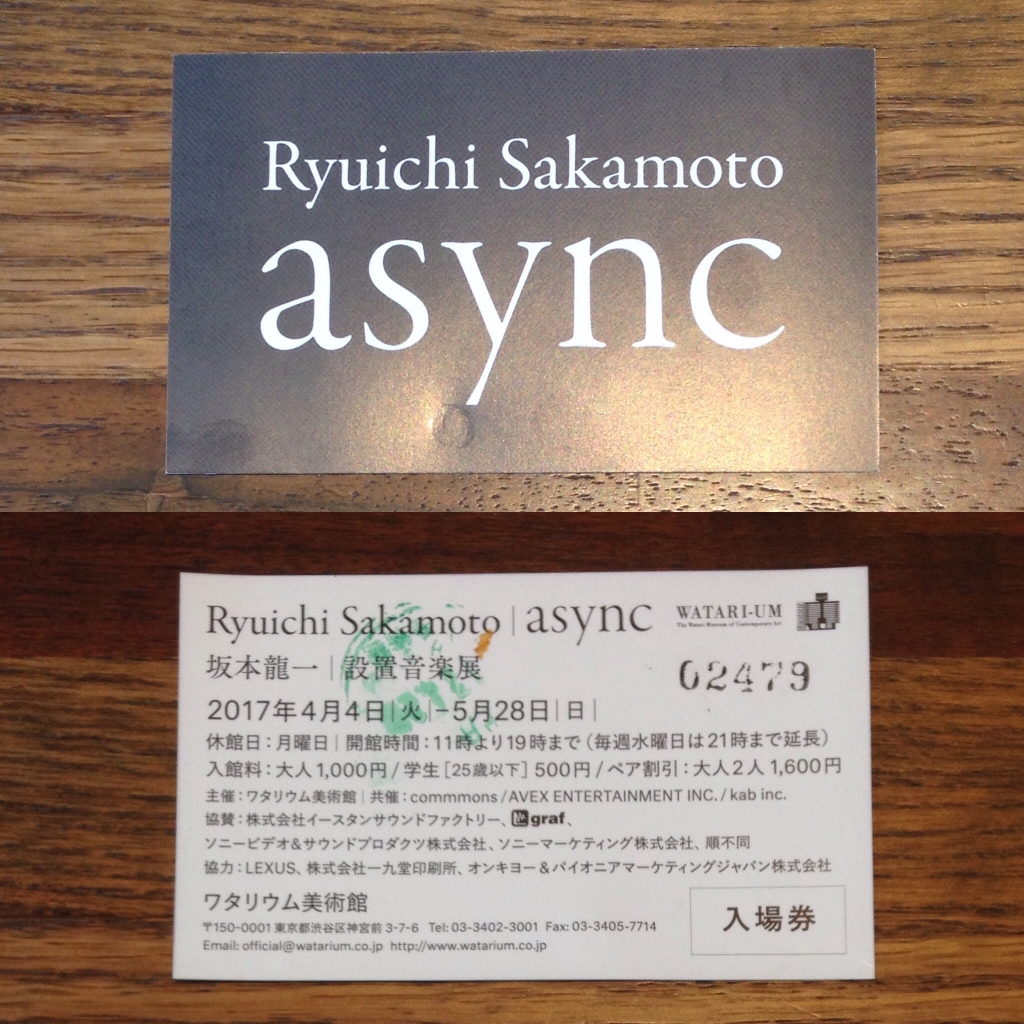 Ryuichi Sakamoto
async
Ryuichi Sakamoto | async WATARI-UM
The Watari Museum of Contemporary Art
坂本龍一 | 設置音楽展 02479
2017年4月4日|火|－5月28日|日|
休館日：月曜日 | 開館時間：11時より19時まで（毎週水曜日は21時まで延長）
入館料：大人1,000円 / 学生［25歳以下］500円 / ペア割引：大人2人1,600円
主催：ワタリウム美術館 | 共催：commmons / AVEX ENTERTAINMENT INC. / kab inc.
協賛：株式会社イースタンサウンドファクトリー、graf、
ソニービデオ&サウンドプロダクツ株式会社、ソニーマーケティング株式会社、順不同
協力：LEXUS、株式会社一九堂印刷所、オンキヨー&パイオニアマーケティングジャパン株式会社
ワタリウム美術館
〒150-0001 東京都渋谷区神宮前 3-7-6 Tel: 03-3402-3001 Fax: 03-3405-7714
Email: official@watarium.co.jp http://www.watarium.co.jp
入場券